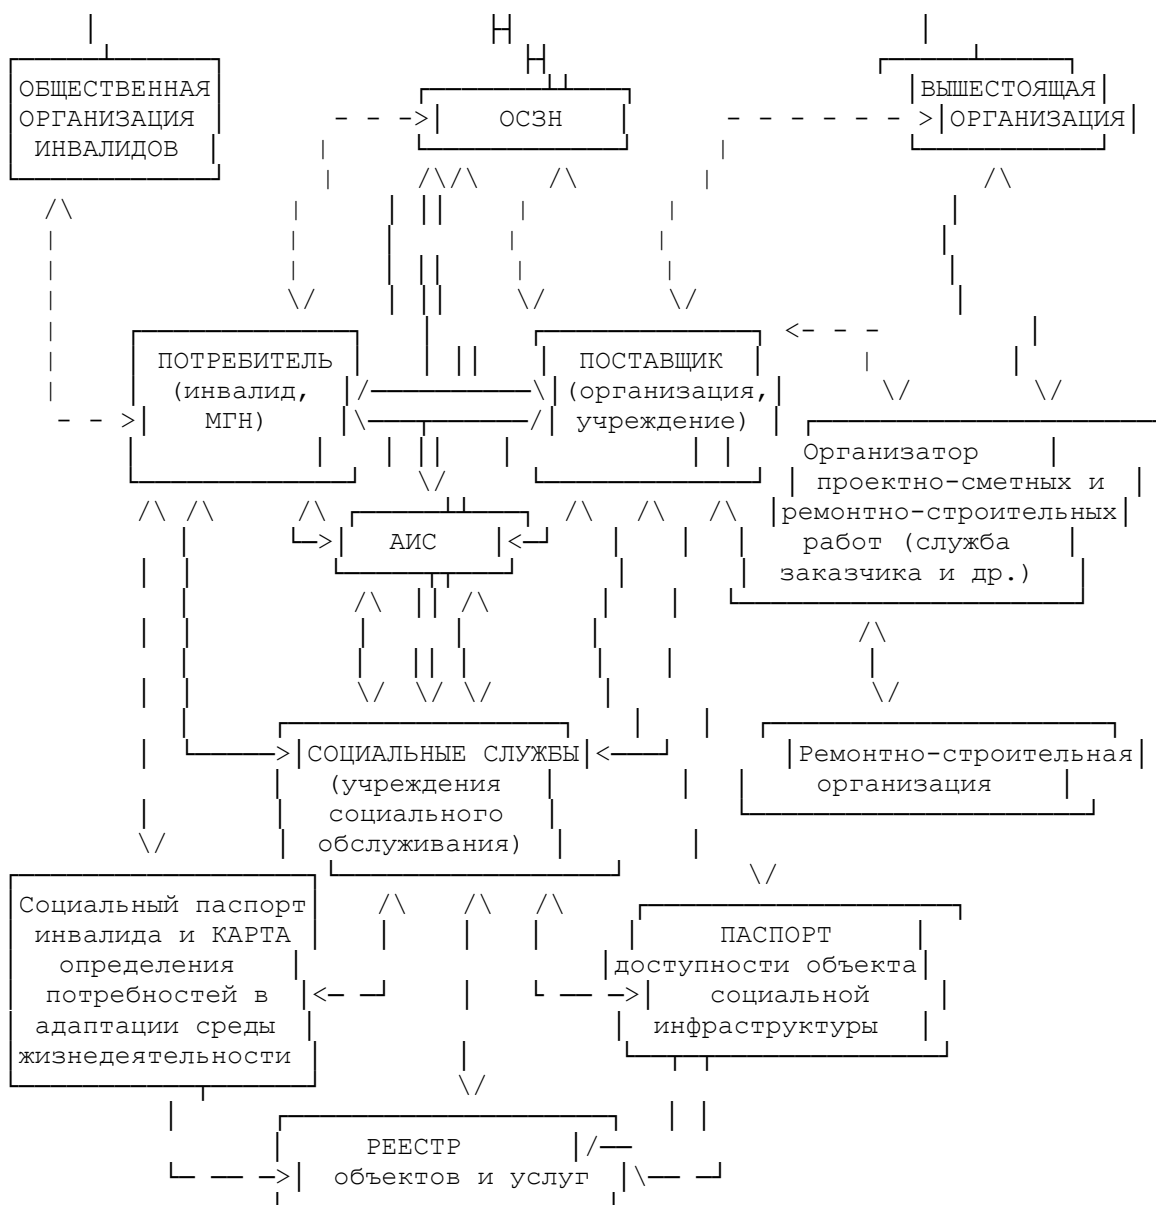 ОБЩЕСТВЕННАЯ
ОРГАНИЗАЦИЯ
ИНВАЛИДОВ
ОСЗН
ВЫШЕСТОЯЩАЯ
ОРГАНИЗАЦИЯ
ПОТРЕБИТЕЛЬ
(инвалид,
МГН)
ПОСТАВЩИК
(организация,
учреждение)
Организатор
проектно-сметных и
ремонтно-строительных
работ (служба
заказчика и др.)
АИС
СОЦИАЛЬНЫЕ СЛУЖБЫ
(учреждения
социального
обслуживания)
Ремонтно-строительная
организация
Социальный паспорт
инвалида и КАРТА
определения
потребностей в
адаптации среды
жизнедеятельности
ПАСПОРТ
доступности объекта
социальной
инфраструктуры
РЕЕСТР
объектов и услуг